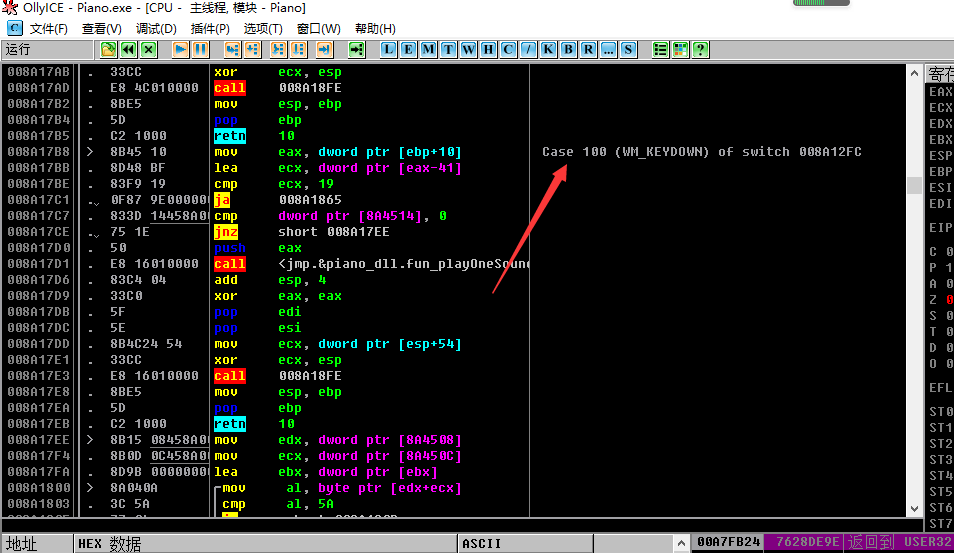 OllyICE - Piano.exe - [CPU - 主线程, 模块 - Piano]
C 文件(F) 查看(V) 调试(D) 插件(P) 选项(T) 窗口(W) 帮助(H)
运行 L E M T W H C / K B R ... S ?
008A17AB . 33CC xor ecx, esp 寄存
008A17AD . E8 4C010000 call 008A18FE EAX
008A17B2 . 8BE5 mov esp, ebp ECX
008A17B4 . 5D pop ebp EDX
008A17B5 . C2 1000 retn 10 EBX
008A17B8 > 8B45 10 mov eax, dword ptr [ebp+10] Case 100 (WM_KEYDOWN) of switch 008A12FC ESP
008A17BB . 8D48 BF lea ecx, dword ptr [eax-41] EBP
008A17BE . 83F9 19 cmp ecx, 19 ESI
008A17C1 . 0F87 9E000000 ja 008A1865 EDI
008A17C7 . 833D 14458A00 cmp dword ptr [8A4514], 0
008A17CE . 75 1E jnz short 008A17EE EIP
008A17D0 . 50 push eax C 0
008A17D1 . E8 16010000 call <jmp.&piano_dll.fun_playOneSoun P 1
008A17D6 . 83C4 04 add esp, 4 A 0
008A17D9 . 33C0 xor eax, eax Z 0
008A17DB . 5F pop edi S 0
008A17DC . 5E pop esi T 0
008A17DD . 8B4C24 54 mov ecx, dword ptr [esp+54] D 0
008A17E1 . 33CC xor ecx, esp O 0
008A17E3 . E8 16010000 call 008A18FE
008A17E8 . 8BE5 mov esp, ebp EFL
008A17EA . 5D pop ebp
008A17EB . C2 1000 retn 10 ST0
008A17EE > 8B15 08458A00 mov edx, dword ptr [8A4508] ST1
008A17F4 . 8B0D 0C458A00 mov ecx, dword ptr [8A450C] ST2
008A17FA . 8D9B 00000000 lea ebx, dword ptr [ebx] ST3
008A1800 > 8A040A mov al, byte ptr [edx+ecx] ST4
008A1803 . 3C 5A cmp al, 5A ST5
ST6
ST7
地址 HEX 数据 ASCII 00A7FB24 7628DE9E 返回到 USER32